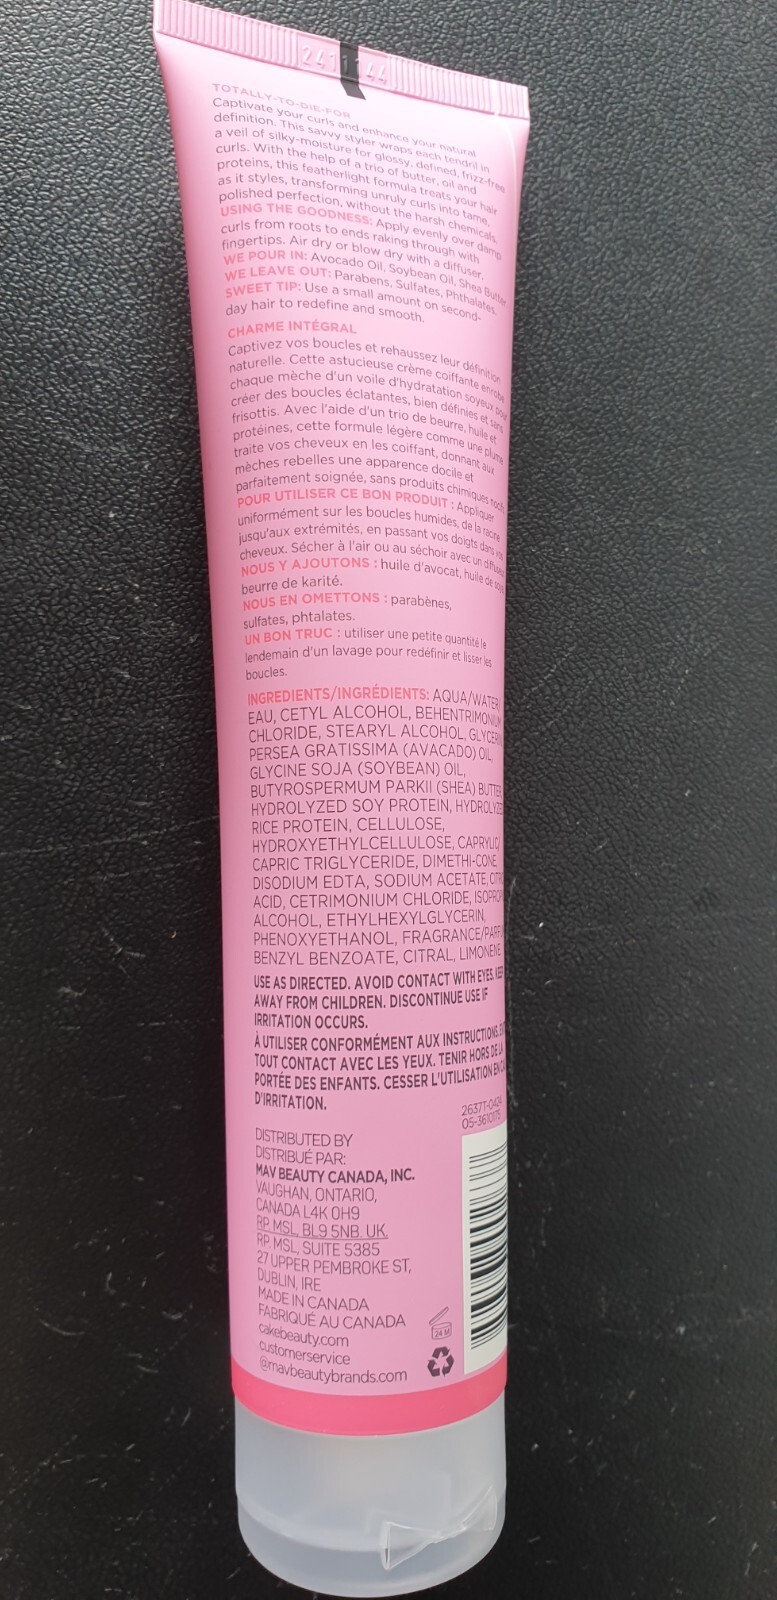 2411144
TOTALLY-TO-DIE-FOR
Captivate your curls and enhance your natural
definition. This savvy styler wraps each tendril in
a veil of silky-moisture for glossy, defined, frizz-free
curls. With the help of a trio of butter, oil and
proteins, this featherlight formula treats your hair
as it styles, transforming unruly curls into tame,
polished perfection, without the harsh chemicals.
USING THE GOODNESS: Apply evenly over damp
curls from roots to ends raking through with
fingertips. Air dry or blow dry with a diffuser.
WE POUR IN: Avocado Oil, Soybean Oil, Shea Butter.
WE LEAVE OUT: Parabens, Sulfates, Phthalates.
SWEET TIP: Use a small amount on second-
day hair to redefine and smooth.
CHARME INTÉGRAL
Captivez vos boucles et rehaussez leur définition
naturelle. Cette astucieuse crème coiffante enrobe
chaque mèche d'un voile d'hydratation soyeux pour
créer des boucles éclatantes, bien définies et sans
frisottis. Avec l'aide d'un trio de beurre, huile et
protéines, cette formule légère comme une plume
traite vos cheveux en les coiffant, donnant aux
mèches rebelles une apparence docile et
parfaitement soignée, sans produits chimiques
POUR UTILISER CE BON PRODUIT : Appliquer
uniformément sur les boucles humides, de la racine
jusqu'aux extrémités, en passant vos doigts dans vos
cheveux. Sécher à l'air ou au séchoir avec un
NOUS Y AJOUTONS : huile d'avocat, huile de
beurre de karité.
NOUS EN OMETTONS : parabènes,
sulfates, phtalates.
UN BON TRUC : utiliser une petite quantité le
lendemain d'un lavage pour redéfinir et lisser les
boucles.
INGREDIENTS/INGRÉDIENTS: AQUA/WATER/
EAU, CETYL ALCOHOL, BEHENTRIMONIUM
CHLORIDE, STEARYL ALCOHOL,
PERSEA GRATISSIMA (AVACADO) OIL,
GLYCINE SOJA (SOYBEAN) OIL,
BUTYROSPERMUM PARKII (SHEA) BUTTER,
HYDROLYZED SOY PROTEIN,
RICE PROTEIN, CELLULOSE,
HYDROXYETHYLCELLULOSE, CAPRYLIC/
CAPRIC TRIGLYCERIDE, DIMETHI-CONE,
DISODIUM EDTA, SODIUM ACETATE,
ACID, CETRIMONIUM CHLORIDE,
ALCOHOL, ETHYLHEXYLGLYCERIN,
PHENOXYETHANOL,
BENZYL BENZOATE, CITRAL, LIMONENE
USE AS DIRECTED. AVOID CONTACT WITH EYES. KEEP
AWAY FROM CHILDREN. DISCONTINUE USE IF
IRRITATION OCCURS.
À UTILISER CONFORMÉMENT AUX INSTRUCTIONS.
TOUT CONTACT AVEC LES YEUX. TENIR HORS DE LA
PORTÉE DES ENFANTS. CESSER L'UTILISATION EN
D'IRRITATION.
2637T-0424
05-3610175
DISTRIBUTED BY
DISTRIBUÉ PAR:
MAV BEAUTY CANADA, INC.
VAUGHAN, ONTARIO,
CANADA L4K 0H9
RP MSL, BL9 5NB. UK.
RP MSL, SUITE 5385
27 UPPER PEMBROKE ST,
DUBLIN, IRE
MADE IN CANADA
FABRIQUÉ AU CANADA
cakebeauty.com
customerservice
@mavbeautybrands.com
24 M